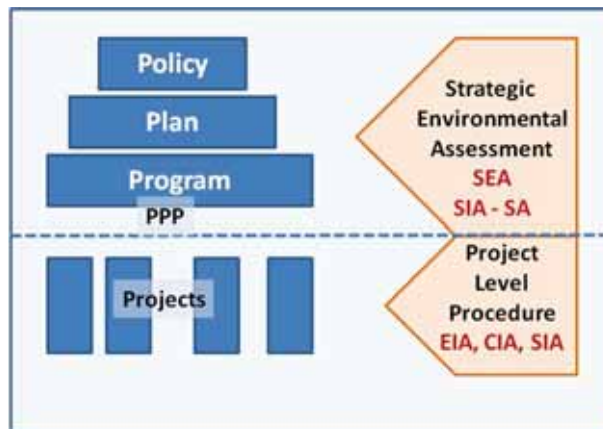 Policy
Plan
Program
PPP
Projects
Strategic
Environmental
Assessment
SEA
SIA - SA
Project
Level
Procedure
EIA, CIA, SIA